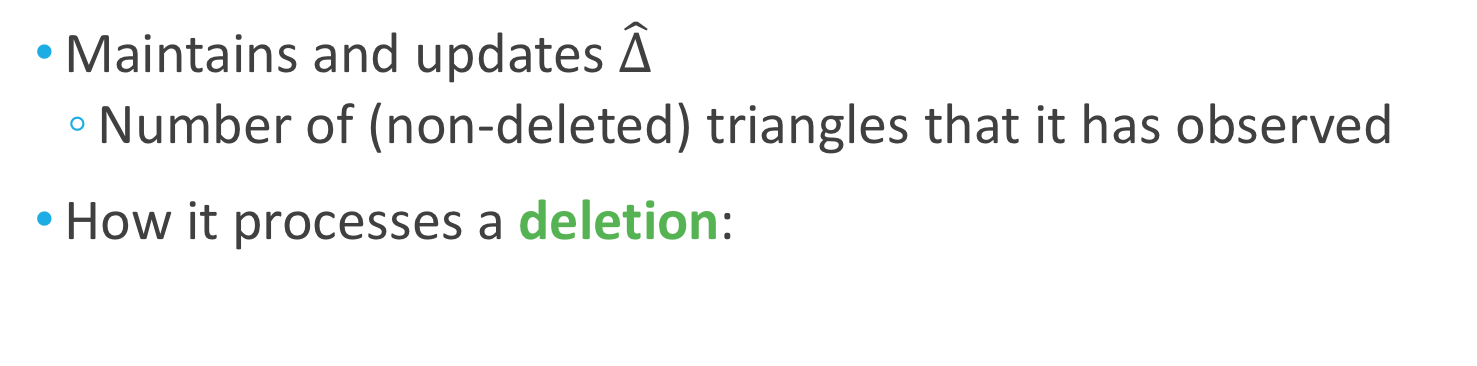 • Maintains and updates Δ̂
◦ Number of (non-deleted) triangles that it has observed
• How it processes a deletion: